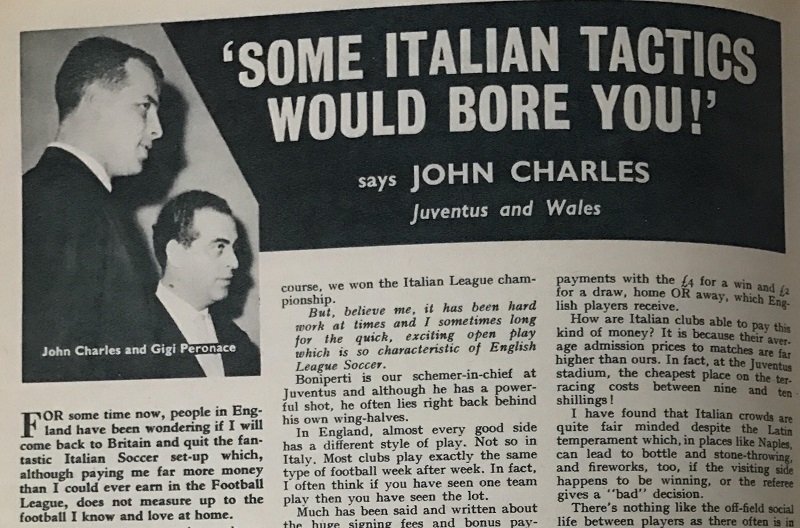 ‘SOME ITALIAN TACTICS
WOULD BORE YOU!’
says JOHN CHARLES
Juventus and Wales
John Charles and Gigi Peronace
FOR some time now, people in Eng-
land have been wondering if I will
come back to Britain and quit the fan-
tastic Italian Soccer set-up which,
although paying me far more money
than I could ever earn in the Football
League, does not measure up to the
football I know and love at home.
course, we won the Italian League cham-
pionship.
But, believe me, it has been hard
work at times and I sometimes long
for the quick, exciting open play
which is so characteristic of English
League Soccer.
Boniperti is our schemer-in-chief at
Juventus and although he has a power-
ful shot, he often lies right back behind
his own wing-halves.
In England, almost every good side
has a different style of play. Not so in
Italy. Most clubs play exactly the same
type of football week after week. In fact,
I often think if you have seen one team
play then you have seen the lot.
Much has been said and written about
the huge signing fees and bonus pay-
payments with the £4 for a win and £2
for a draw, home OR away, which Eng-
lish players receive.
How are Italian clubs able to pay this
kind of money? It is because their aver-
age admission prices to matches are far
higher than ours. In fact, at the Juventus
stadium, the cheapest place on the ter-
racing costs between nine and ten
shillings!
I have found that Italian crowds are
quite fair minded despite the Latin
temperament which, in places like Naples,
can lead to bottle and stone-throwing,
and fireworks, too, if the visiting side
happens to be winning, or the referee
gives a "bad" decision.
There's nothing like the off-field social
life between players as there often is in